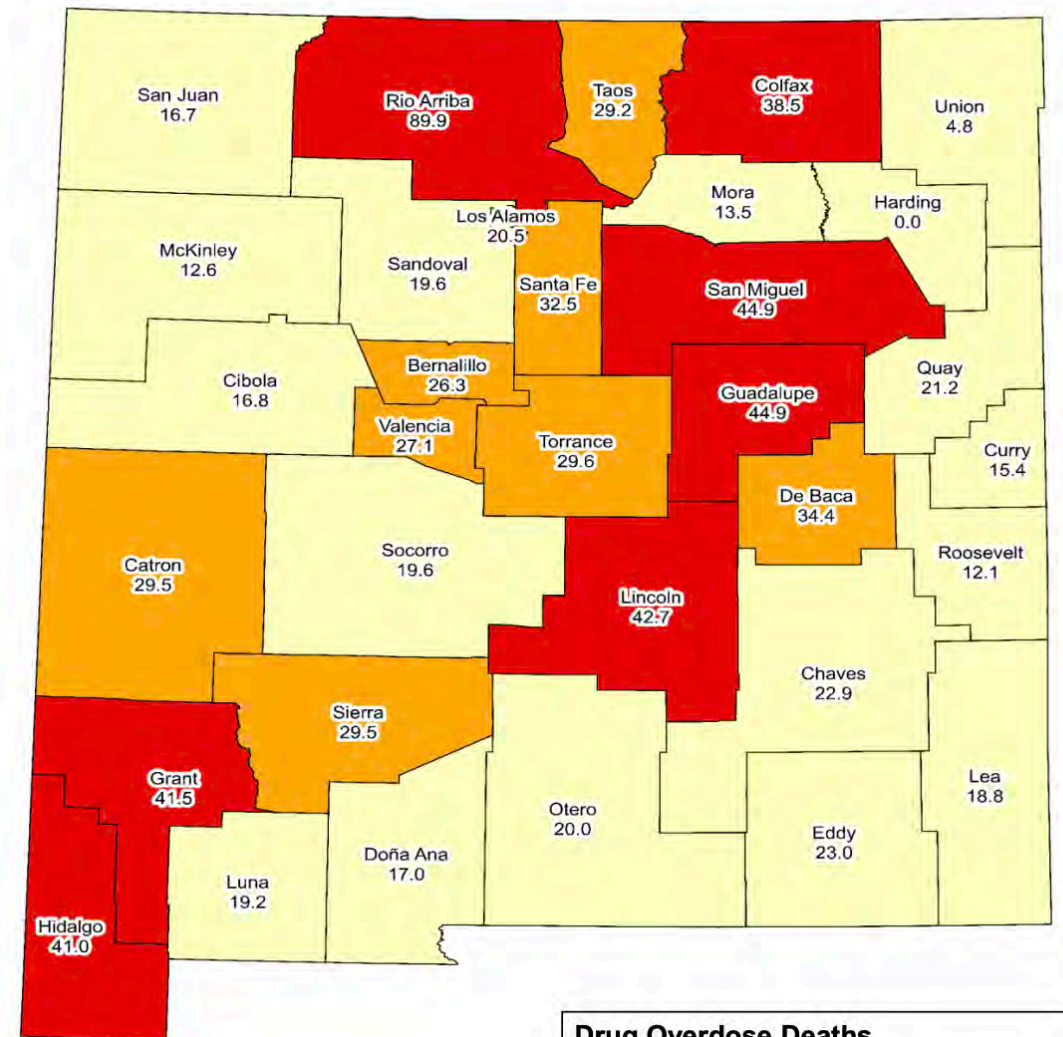 San Juan
16.7
Rio Arriba
89.9
Taos
29.2
Colfax
38.5
Union
4.8
Mora
13.5
Harding
0.0
Los Alamos
20.5
McKinley
12.6
Sandoval
19.6
Santa Fe
32.5
San Miguel
44.9
Quay
21.2
Cibola
16.8
Bernalillo
26.3
Guadalupe
44.9
Valencia
27.1
Torrance
29.6
Curry
15.4
De Baca
34.4
Catron
29.5
Socorro
19.6
Roosevelt
12.1
Lincoln
42.7
Chaves
22.9
Sierra
29.5
Grant
41.5
Otero
20.0
Lea
18.8
Eddy
23.0
Doña Ana
17.0
Luna
19.2
Hidalgo
41.0
Drug Overdose Deaths